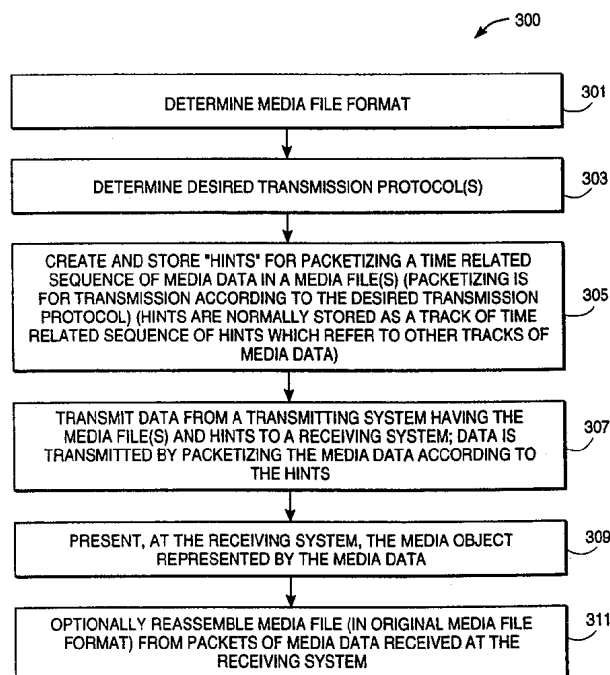 300
DETERMINE MEDIA FILE FORMAT
301
DETERMINE DESIRED TRANSMISSION PROTOCOL(S)
303
CREATE AND STORE "HINTS" FOR PACKETIZING A TIME RELATED
SEQUENCE OF MEDIA DATA IN A MEDIA FILE(S) (PACKETIZING IS
FOR TRANSMISSION ACCORDING TO THE DESIRED TRANSMISSION
PROTOCOL) (HINTS ARE NORMALLY STORED AS A TRACK OF TIME
RELATED SEQUENCE OF HINTS WHICH REFER TO OTHER TRACKS OF
MEDIA DATA)
305
TRANSMIT DATA FROM A TRANSMITTING SYSTEM HAVING THE
MEDIA FILE(S) AND HINTS TO A RECEIVING SYSTEM; DATA IS
TRANSMITTED BY PACKETIZING THE MEDIA DATA ACCORDING TO
THE HINTS
307
PRESENT, AT THE RECEIVING SYSTEM, THE MEDIA OBJECT
REPRESENTED BY THE MEDIA DATA
309
OPTIONALLY REASSEMBLE MEDIA FILE (IN ORIGINAL MEDIA FILE
FORMAT) FROM PACKETS OF MEDIA DATA RECEIVED AT THE
RECEIVING SYSTEM
311